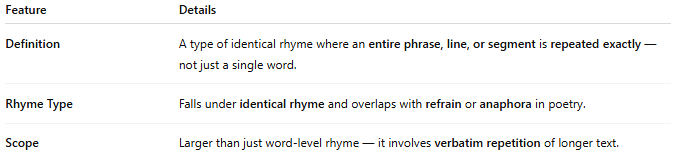 Feature Details
Definition A type of identical rhyme where an entire phrase, line, or segment is repeated exactly —
not just a single word.
Rhyme Type Falls under identical rhyme and overlaps with refrain or anaphora in poetry.
Scope Larger than just word-level rhyme — it involves verbatim repetition of longer text.